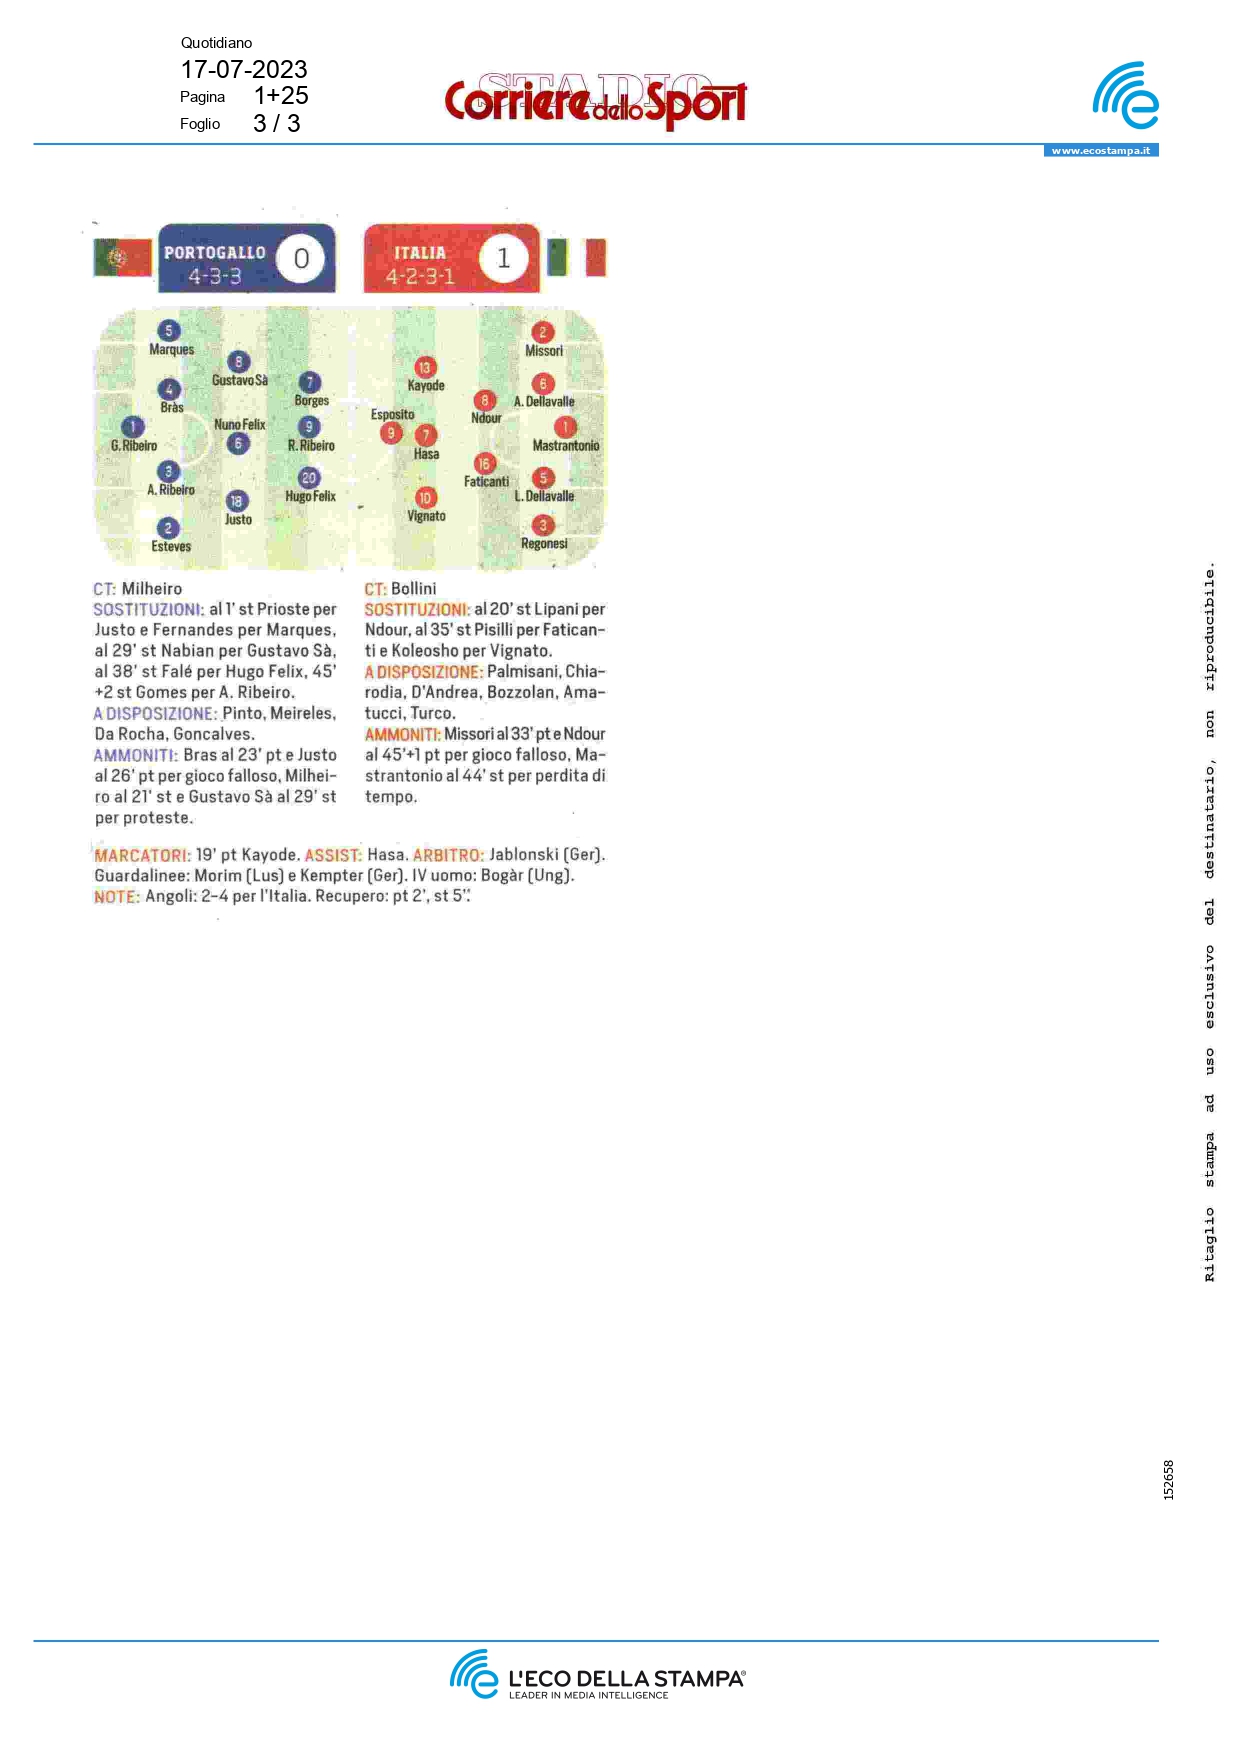 Quotidiano
17-07-2023
Pagina 1+25
Foglio 3 / 3
STADIO
Corriere dello Sport
www.ecostampa.it
PORTOGALLO 0
4-3-3
ITALIA 1
4-2-3-1
5
Marques
8
Gustavo Sà
4
Bràs
7
Borges
1
G. Ribeiro
Nuno Felix
6
9
R. Ribeiro
3
A. Ribeiro
20
Hugo Felix
18
Justo
2
Esteves
2
Missori
13
Kayode
6
A. Dellavalle
8
Ndour
Esposito
9
7
Hasa
1
Mastrantonio
16
Faticanti
5
L. Dellavalle
10
Vignato
3
Regonesi
CT: Milheiro
SOSTITUZIONI: al 1' st Prioste per
Justo e Fernandes per Marques,
al 29' st Nabian per Gustavo Sà,
al 38' st Falé per Hugo Felix, 45'
+2 st Gomes per A. Ribeiro.
A DISPOSIZIONE: Pinto, Meireles,
Da Rocha, Goncalves.
AMMONITI: Bras al 23' pt e Justo
al 26' pt per gioco falloso, Milhei-
ro al 21' st e Gustavo Sà al 29' st
per proteste.
CT: Bollini
SOSTITUZIONI: al 20' st Lipani per
Ndour, al 35' st Pisilli per Fatican-
ti e Koleosho per Vignato.
A DISPOSIZIONE: Palmisani, Chia-
rodia, D'Andrea, Bozzolan, Ama-
tucci, Turco.
AMMONITI: Missori al 33' pt e Ndour
al 45'+1 pt per gioco falloso, Ma-
strantonio al 44' st per perdita di
tempo.
MARCATORI: 19' pt Kayode. ASSIST: Hasa. ARBITRO: Jablonski (Ger).
Guardalinee: Morim (Lus) e Kempter (Ger). IV uomo: Bogàr (Ung).
NOTE: Angoli: 2-4 per l'Italia. Recupero: pt 2', st 5'.
Ritaglio stampa ad uso esclusivo del destinatario, non riproducibile.
152658
L'ECO DELLA STAMPA®
LEADER IN MEDIA INTELLIGENCE